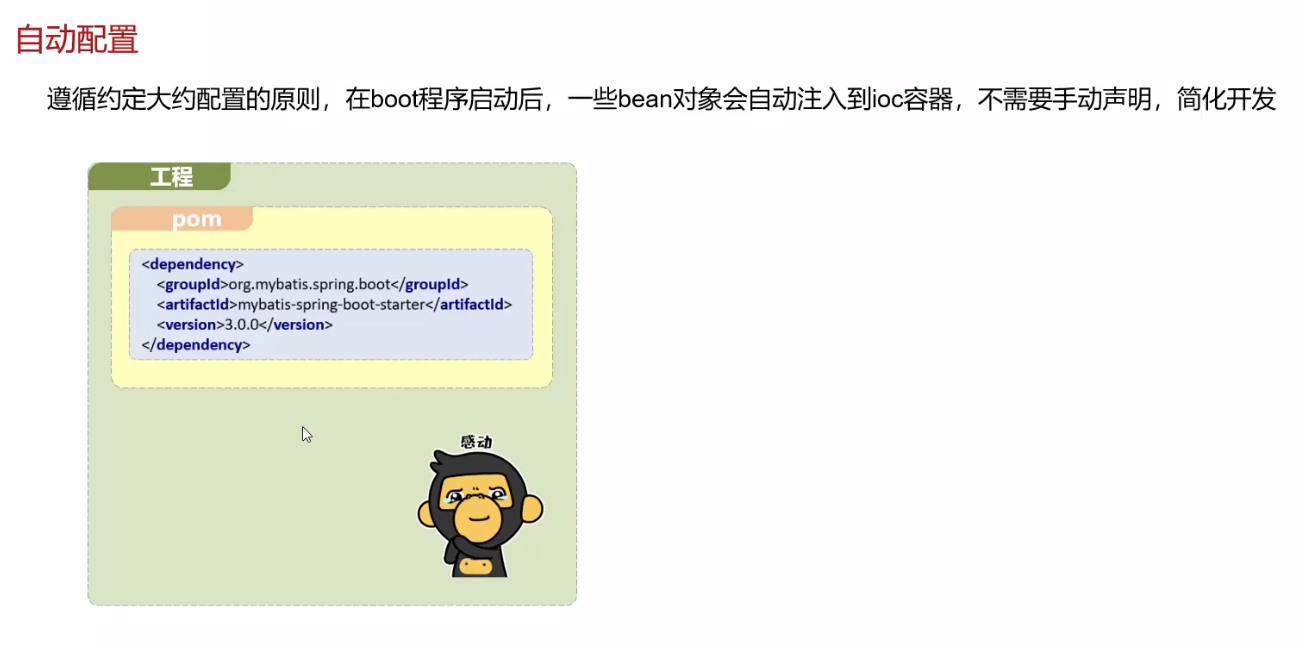 自动配置
遵循约定大约配置的原则，在boot程序启动后，一些bean对象会自动注入到ioc容器，不需要手动声明，简化开发
工程
pom
<dependency>
<groupId>org.mybatis.spring.boot</groupId>
<artifactId>mybatis-spring-boot-starter</artifactId>
<version>3.0.0</version>
</dependency>
感动